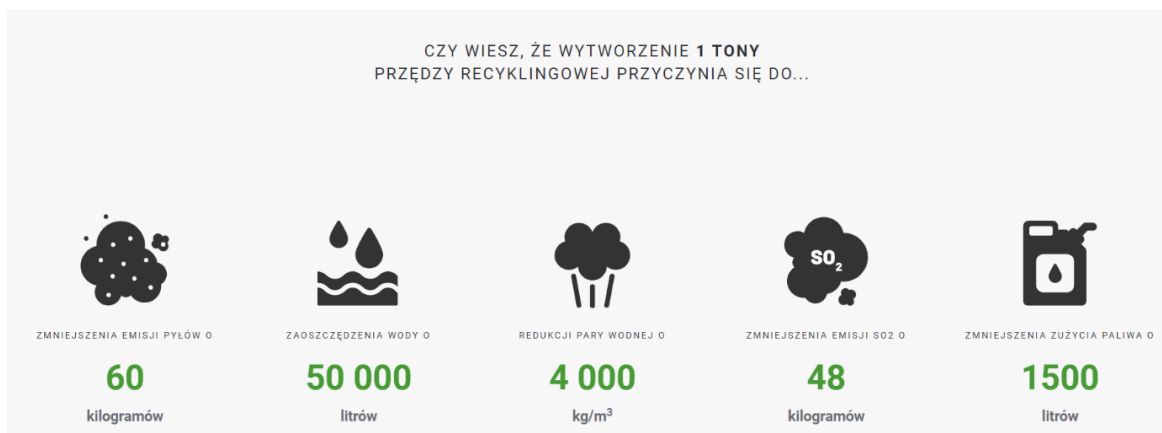 CZY WIESZ, ŻE WYTWORZENIE 1 TONY
PRZĘDZY RECYKLINGOWEJ PRZYCZYNIA SIĘ DO...
SO2
ZMNIEJSZENIA EMISJI PYŁÓW O
60
kilogramów
ZAOSZCZĘDZENIA WODY O
50 000
litrów
REDUKCJI PARY WODNEJ O
4 000
kg/m³
ZMNIEJSZENIA EMISJI SO2 O
48
kilogramów
ZMNIEJSZENIA ZUŻYCIA PALIWA O
1500
litrów